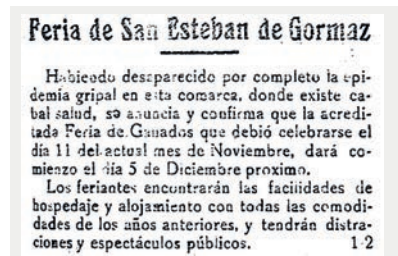 Feria de San Esteban de Gormaz
Habiendo desaparecido por completo la epi-
demia gripal en esta comarca, donde existe ca-
bal salud, se anuncia y confirma que la acredi-
tada Feria de Ganados que debió celebrarse el
día 11 del actual mes de Noviembre, dará co-
mienzo el día 5 de Diciembre proximo.
Los feriantes encontrarán las facilidades de
hospedaje y alojamiento con todas las comodi-
dades de los años anteriores, y tendrán distra-
ciones y espectáculos públicos. 1-2